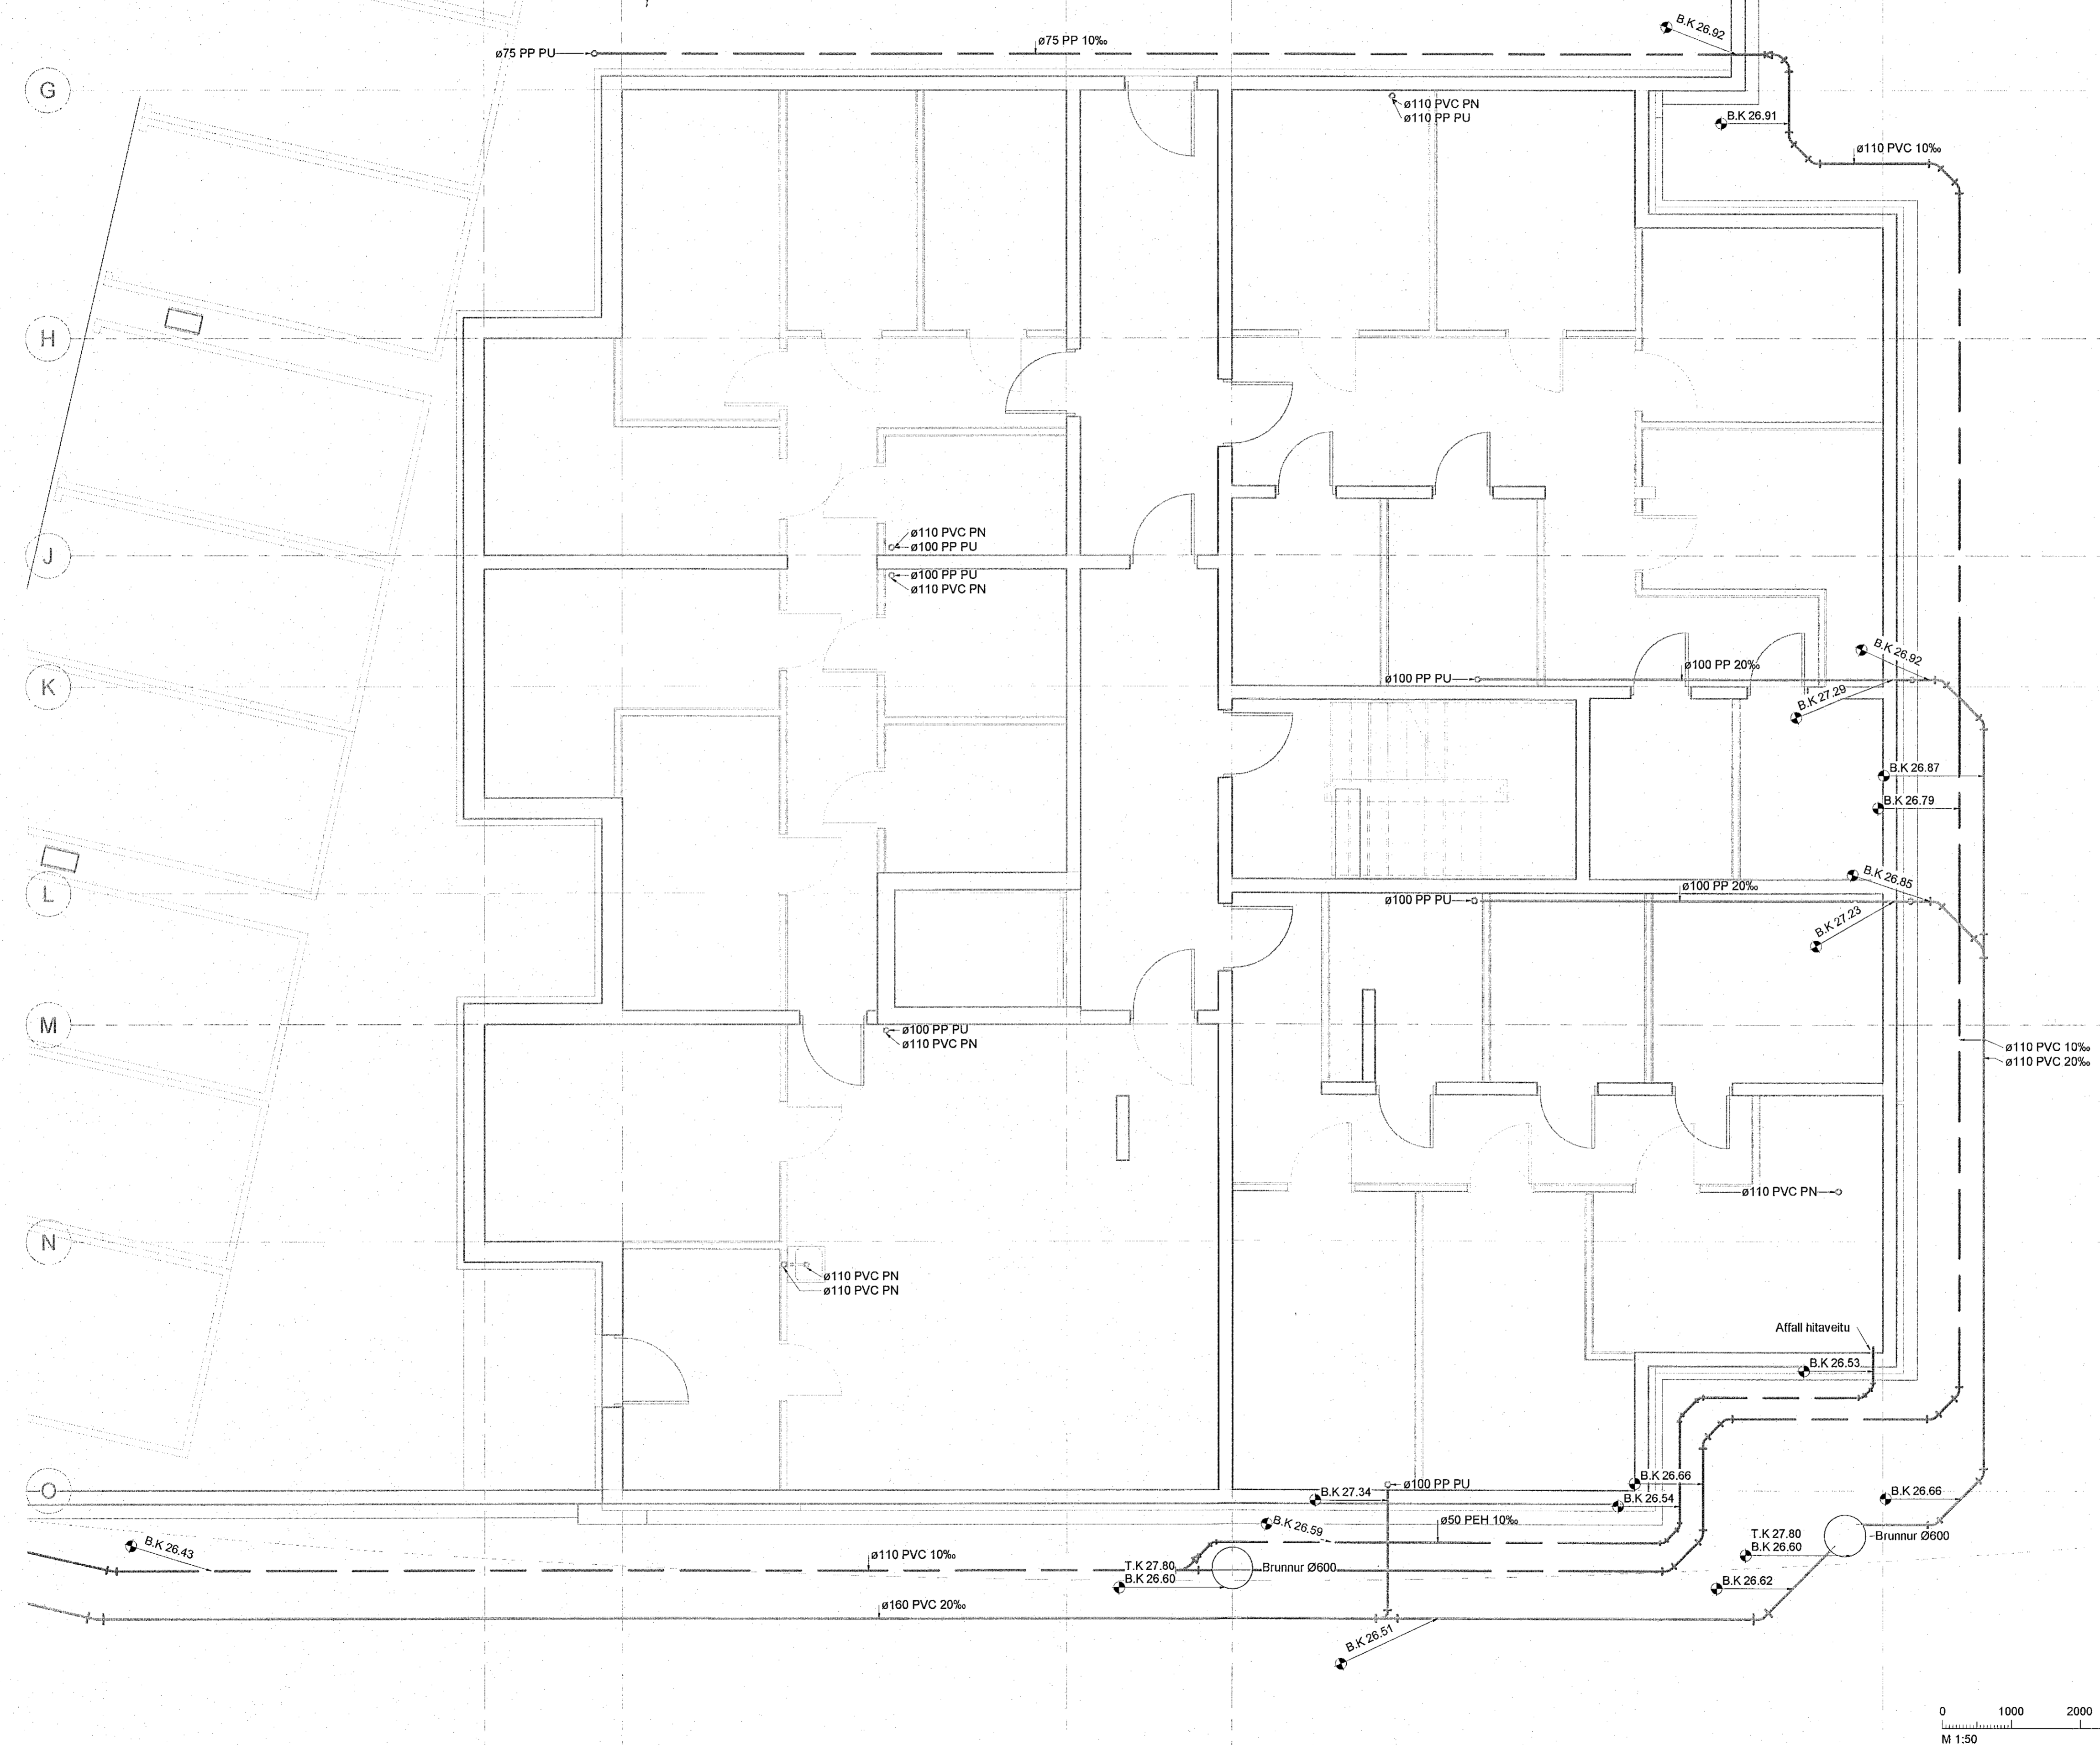 B.K 26.92
ø75 PP PU
ø75 PP 10‰
G
ø110 PVC PN
ø110 PP PU
B.K 26.91
ø110 PVC 10‰
H
J
ø110 PVC PN
ø100 PP PU
ø100 PP PU
ø110 PVC PN
K
ø100 PP PU
ø100 PP 20‰
B.K 26.92
B.K 27.29
B.K 26.87
B.K 26.79
L
ø100 PP PU
ø100 PP 20‰
B.K 26.85
B.K 27.23
M
ø100 PP PU
ø110 PVC PN
ø110 PVC 10‰
ø110 PVC 20‰
ø110 PVC PN
N
ø110 PVC PN
ø110 PVC PN
Affall hitaveitu
B.K 26.53
O
ø100 PP PU
B.K 27.34
B.K 26.66
B.K 26.54
B.K 26.66
B.K 26.59
ø50 PEH 10‰
T.K 27.80
B.K 26.60
Brunnur Ø600
B.K 26.43
ø110 PVC 10‰
T.K 27.80
B.K 26.60
Brunnur Ø600
B.K 26.62
ø160 PVC 20‰
B.K 26.51
0 1000 2000
M 1:50